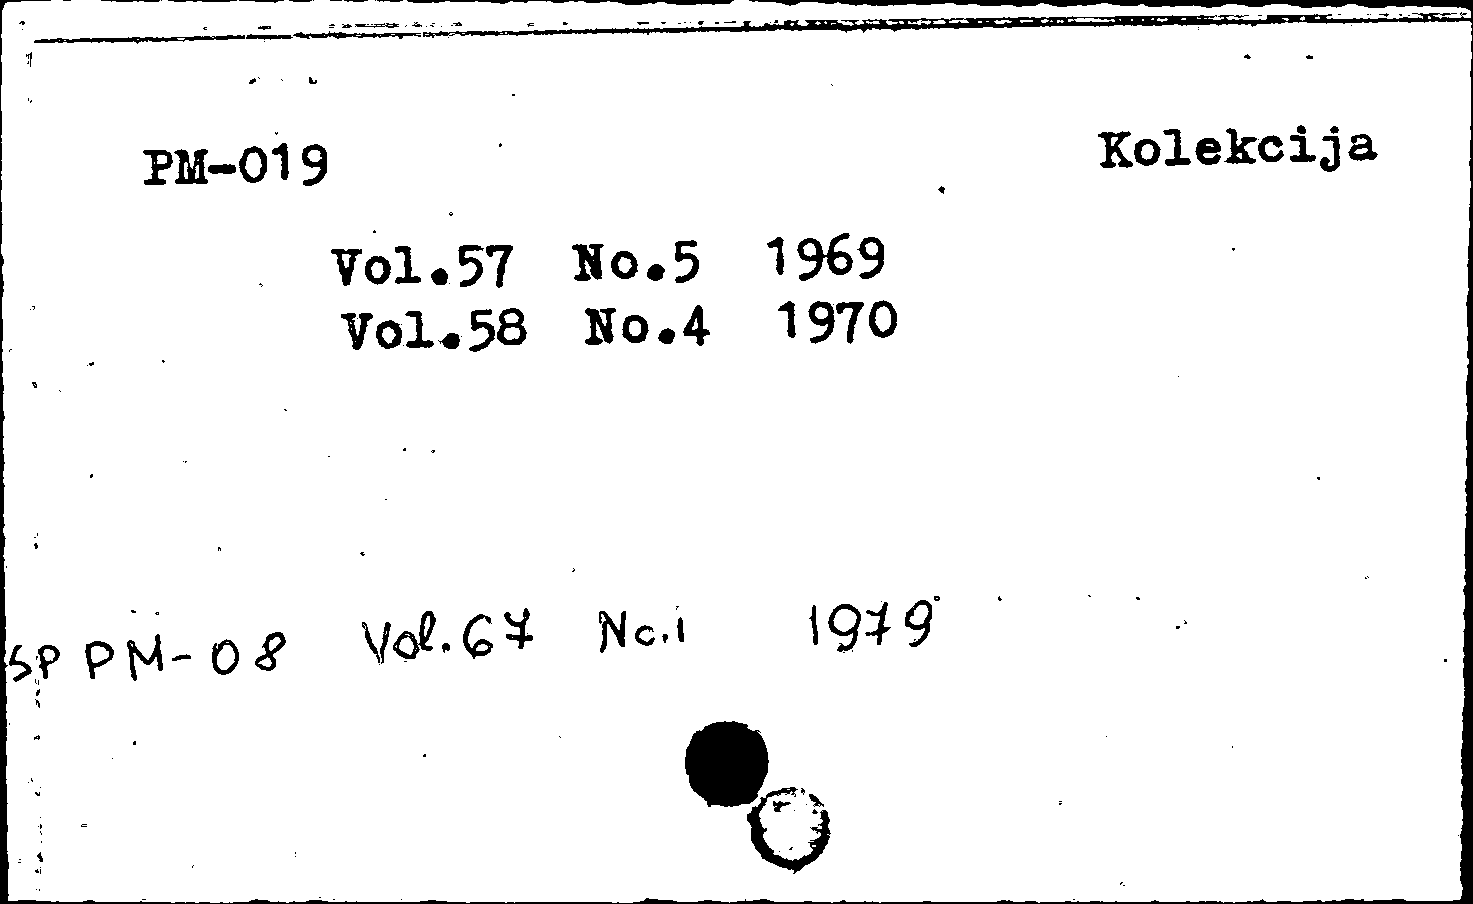 PM-019 Kolekcija
Vol.57 No.5 1969
Vol.58 No.4 1970
SP PM-08 Vol.67 No.1 1979